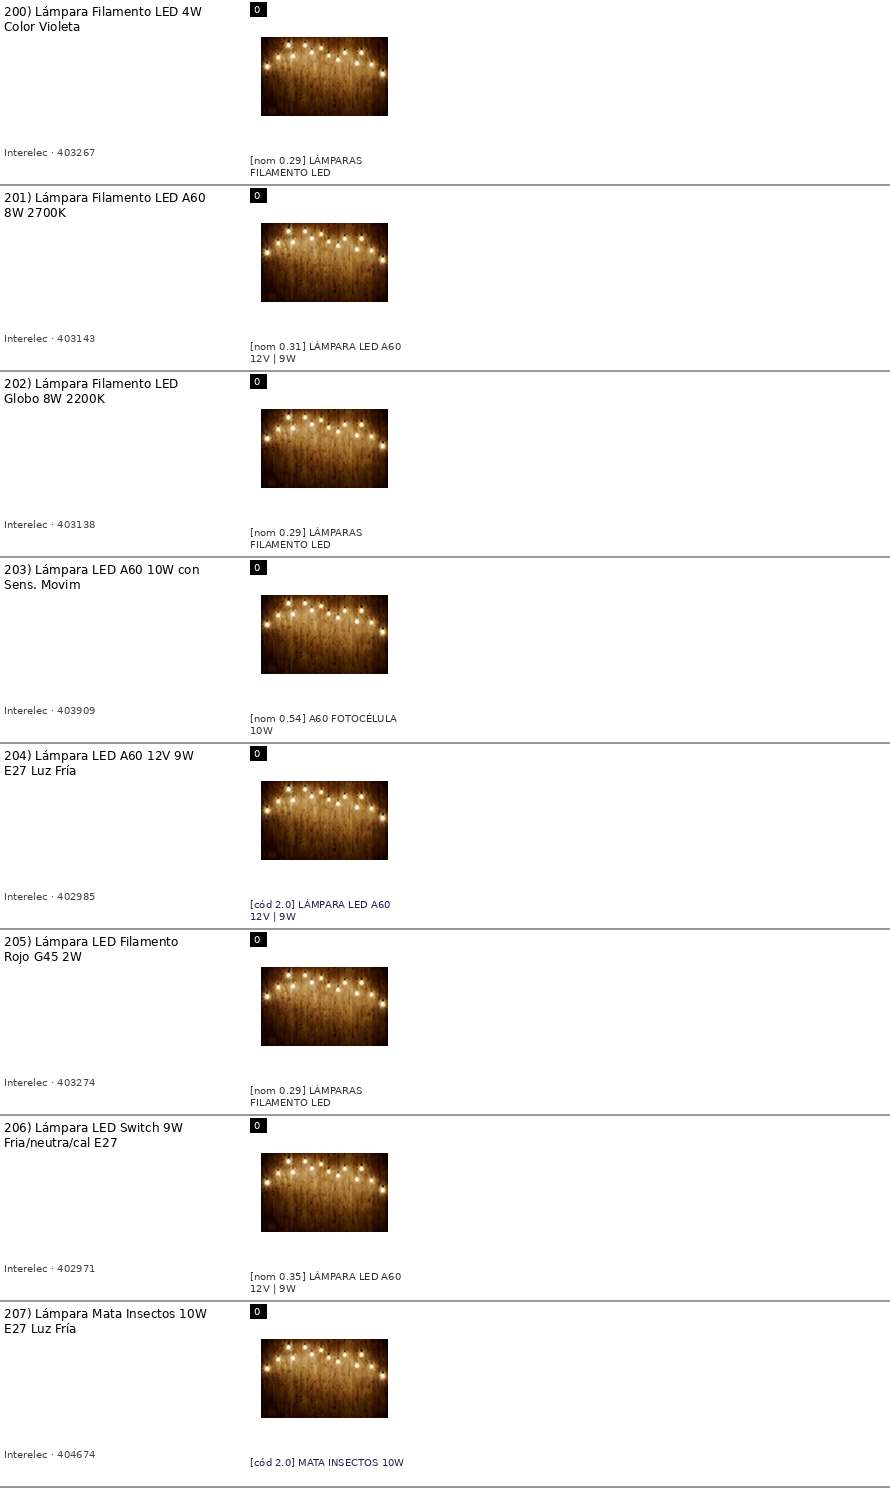 200) Lámpara Filamento LED 4W
Color Violeta
0
Interelec · 403267
[nom 0.29] LÁMPARAS
FILAMENTO LED
201) Lámpara Filamento LED A60
8W 2700K
0
Interelec · 403143
[nom 0.31] LÁMPARA LED A60
12V | 9W
202) Lámpara Filamento LED
Globo 8W 2200K
0
Interelec · 403138
[nom 0.29] LÁMPARAS
FILAMENTO LED
203) Lámpara LED A60 10W con
Sens. Movim
0
Interelec · 403909
[nom 0.54] A60 FOTOCÉLULA
10W
204) Lámpara LED A60 12V 9W
E27 Luz Fría
0
Interelec · 402985
[cód 2.0] LÁMPARA LED A60
12V | 9W
205) Lámpara LED Filamento
Rojo G45 2W
0
Interelec · 403274
[nom 0.29] LÁMPARAS
FILAMENTO LED
206) Lámpara LED Switch 9W
Fria/neutra/cal E27
0
Interelec · 402971
[nom 0.35] LÁMPARA LED A60
12V | 9W
207) Lámpara Mata Insectos 10W
E27 Luz Fría
0
Interelec · 404674
[cód 2.0] MATA INSECTOS 10W